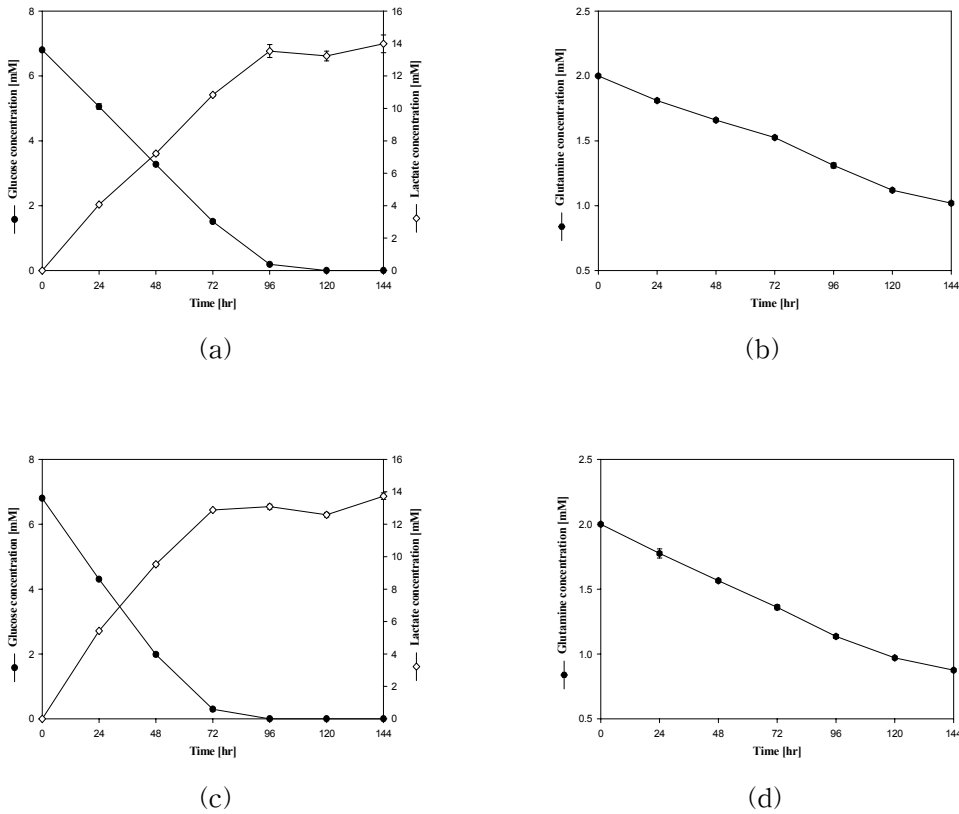 8
6
4
2
0
16
14
12
10
8
6
4
2
0
0 24 48 72 96 120 144
Time [hr]
Glucose concentration [mM]
Lactate concentration [mM]
(a)
2.5
2.0
1.5
1.0
0.5
0 24 48 72 96 120 144
Time [hr]
Glutamine concentration [mM]
(b)
8
6
4
2
0
16
14
12
10
8
6
4
2
0
0 24 48 72 96 120 144
Time [hr]
Glucose concentration [mM]
Lactate concentration [mM]
(c)
2.5
2.0
1.5
1.0
0.5
0 24 48 72 96 120 144
Time [hr]
Glutamine concentration [mM]
(d)